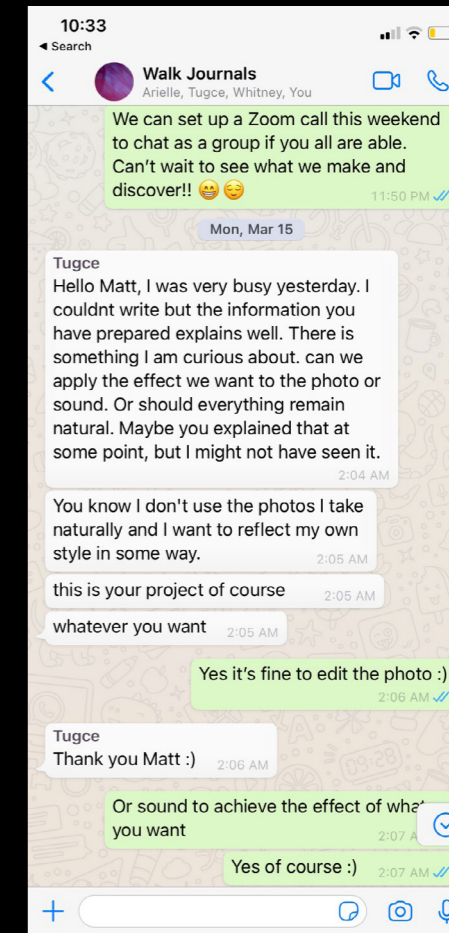 10:33
◀ Search
Walk Journals
Arielle, Tugce, Whitney, You
We can set up a Zoom call this weekend
to chat as a group if you all are able.
Can't wait to see what we make and
discover!! 😁😌
11:50 PM
Mon, Mar 15
Tugce
Hello Matt, I was very busy yesterday. I
couldnt write but the information you
have prepared explains well. There is
something I am curious about. can we
apply the effect we want to the photo or
sound. Or should everything remain
natural. Maybe you explained that at
some point, but I might not have seen it.
2:04 AM
You know I don't use the photos I take
naturally and I want to reflect my own
style in some way.
2:05 AM
this is your project of course
2:05 AM
whatever you want
2:05 AM
Yes it's fine to edit the photo :)
2:06 AM
Tugce
Thank you Matt :)
2:06 AM
Or sound to achieve the effect of
you want
2:07
Yes of course :)
2:07 AM